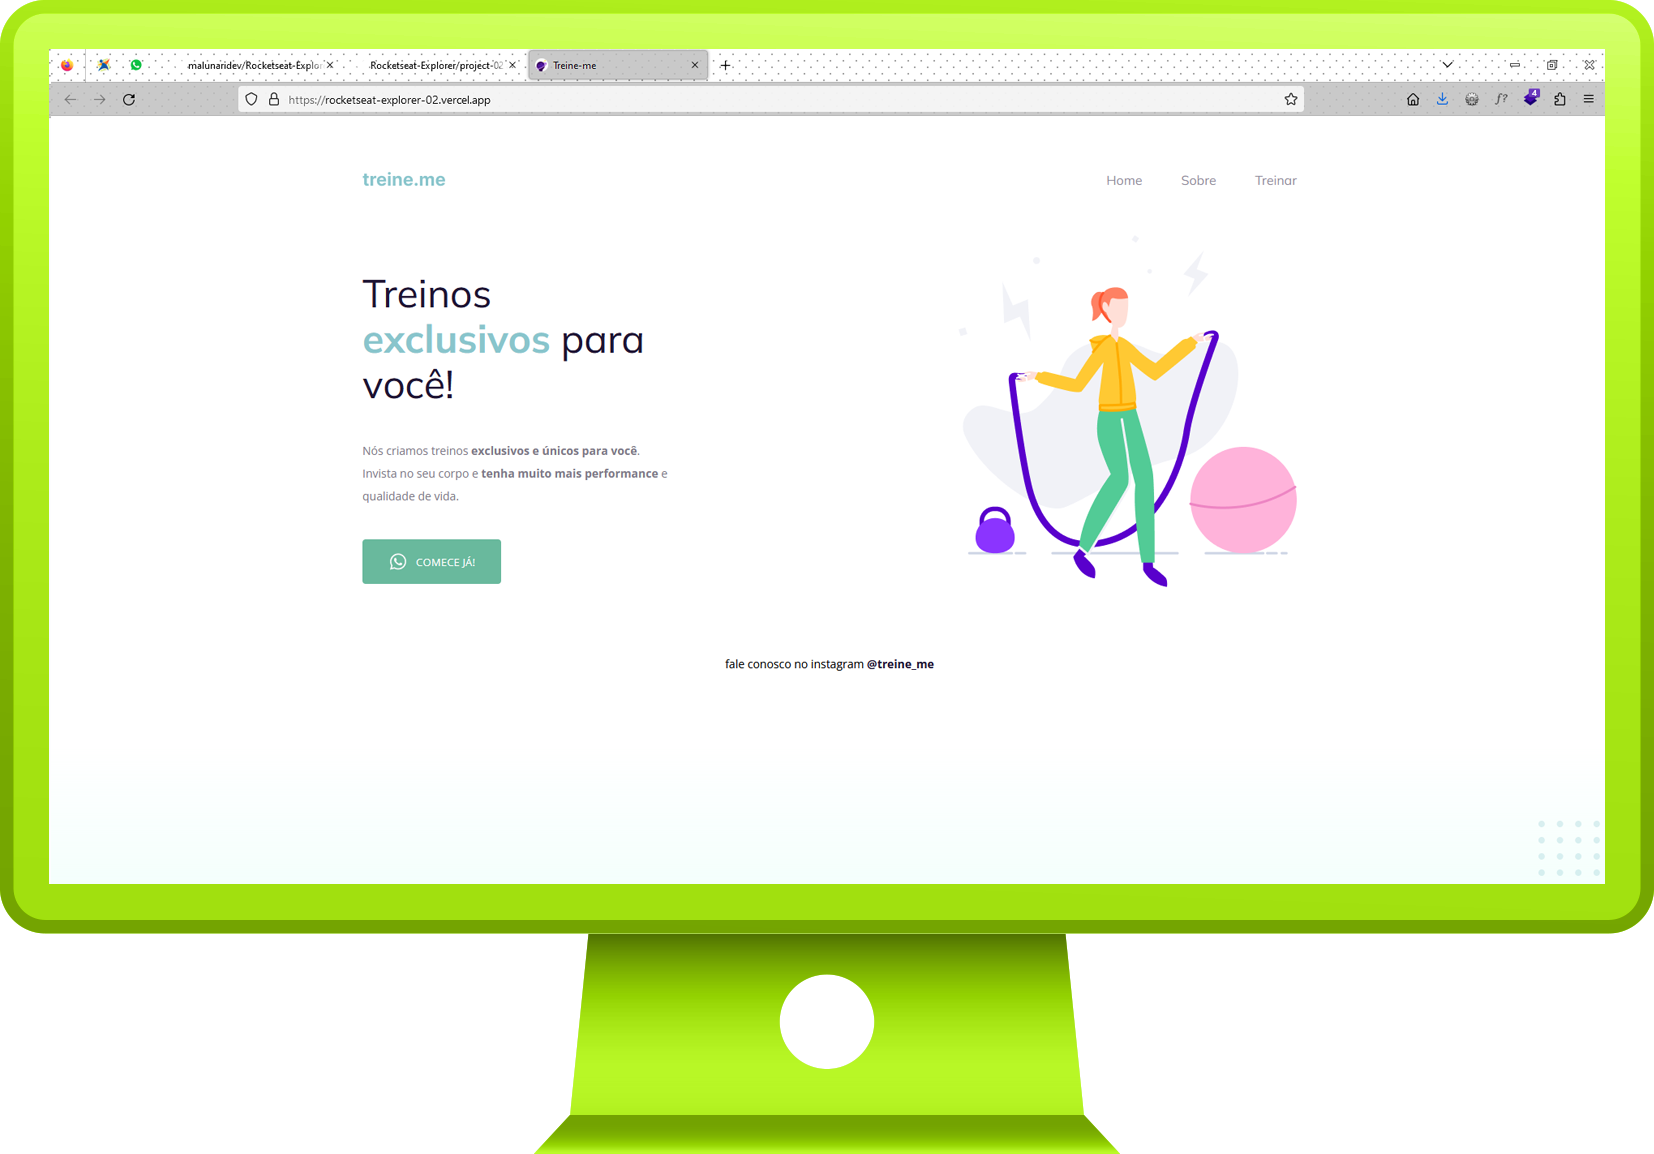 malunaridev/Rocketseat-Explo
Rocketseat-Explorer/project-02
Treine-me
https://rocketseat-explorer-02.vercel.app
f?
4
treine.me
Home
Sobre
Treinar
Treinos
exclusivos para
você!
Nós criamos treinos exclusivos e únicos para você.
Invista no seu corpo e tenha muito mais performance e
qualidade de vida.
COMECE JÁ!
fale conosco no instagram @treine_me